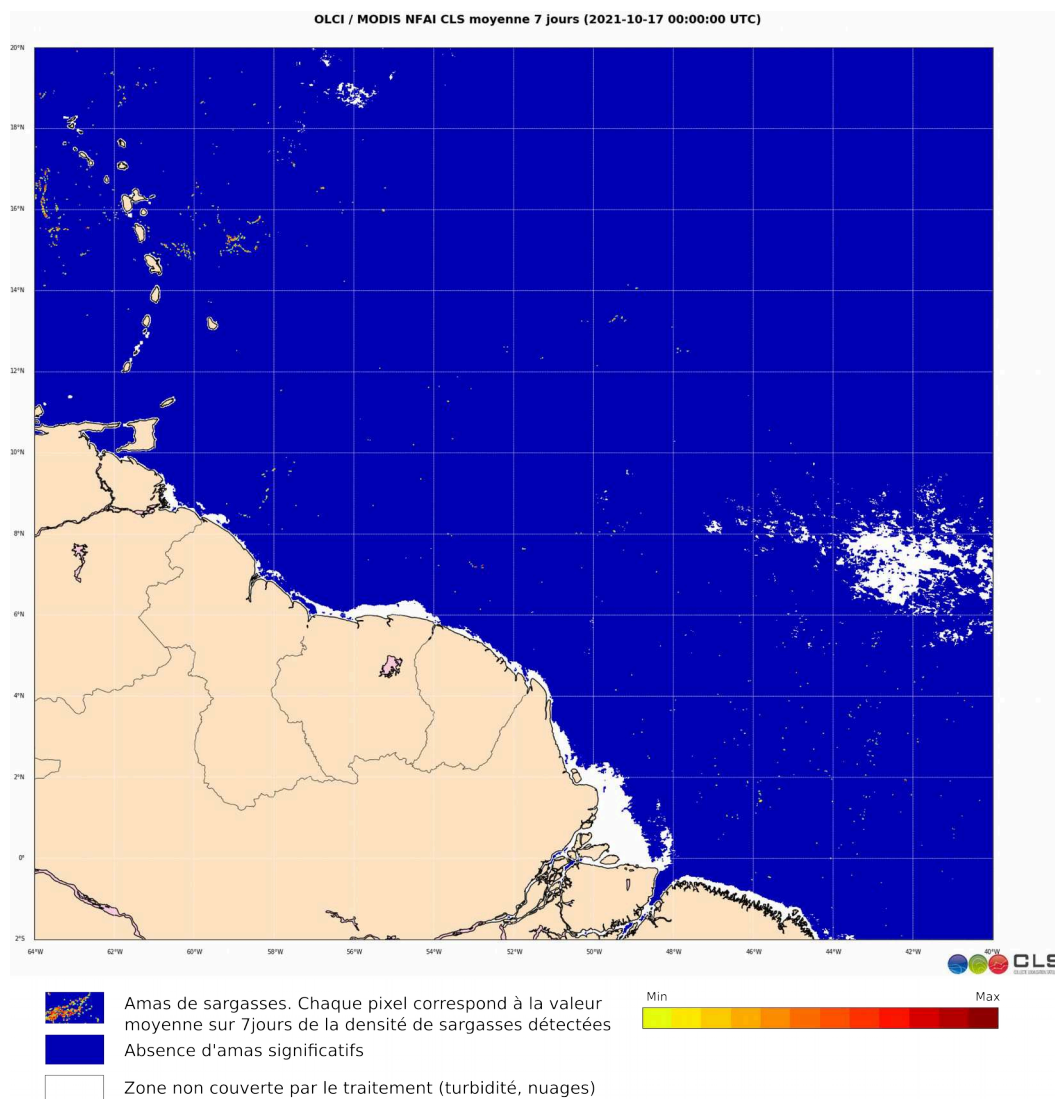 OLCI / MODIS NFAI CLS moyenne 7 jours (2021-10-17 00:00:00 UTC)
20°N
18°N
16°N
14°N
12°N
10°N
8°N
6°N
4°N
2°N
0°
2°S
64°W 62°W 60°W 58°W 56°W 54°W 52°W 50°W 48°W 46°W 44°W 42°W 40°W
CLS
Amas de sargasses. Chaque pixel correspond à la valeur
moyenne sur 7jours de la densité de sargasses détectées
Min Max
Absence d'amas significatifs
Zone non couverte par le traitement (turbidité, nuages)